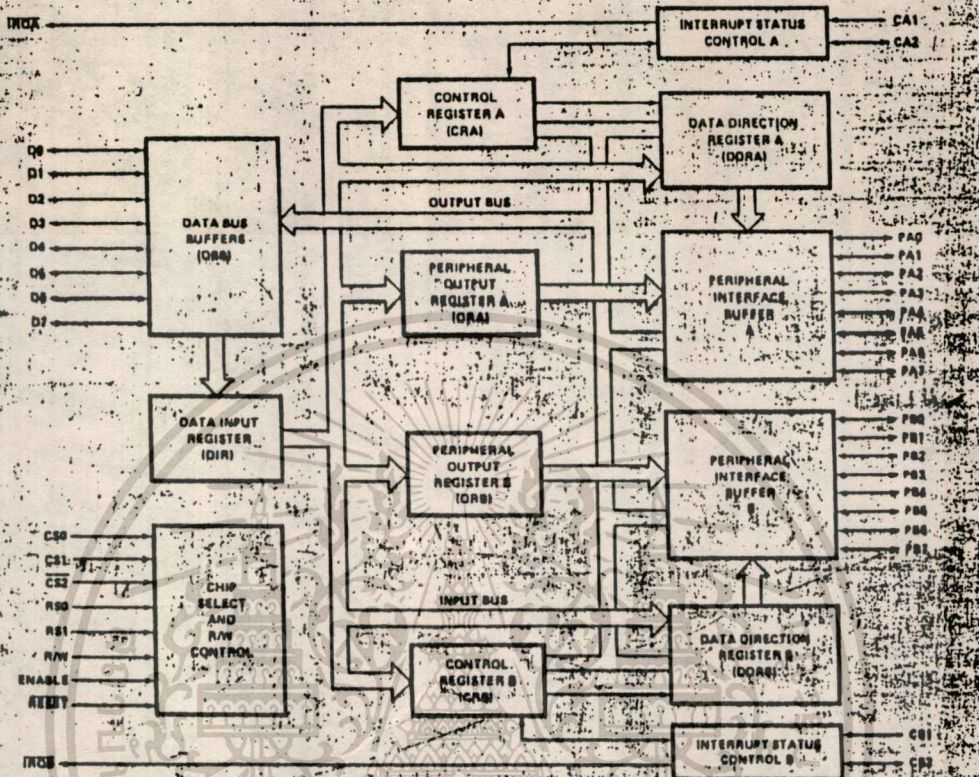 IRQA
INTERRUPT STATUS
CONTROL A
CA1
CA2
CONTROL
REGISTER A
(CRA)
DATA DIRECTION
REGISTER A
(DDRA)
D0
D1
D2
D3
D4
D5
D6
D7
DATA BUS
BUFFERS
(DBB)
OUTPUT BUS
PERIPHERAL
OUTPUT
REGISTER A
(ORA)
PERIPHERAL
INTERFACE
BUFFER
A
PA0
PA1
PA2
PA3
PA4
PA5
PA6
PA7
DATA INPUT
REGISTER
(DIR)
PERIPHERAL
OUTPUT
REGISTER B
(ORB)
PERIPHERAL
INTERFACE
BUFFER
B
PB0
PB1
PB2
PB3
PB4
PB5
PB6
PB7
CS0
CS1
CS2
RS0
RS1
R/W
ENABLE
RESET
CHIP
SELECT
AND
R/W
CONTROL
INPUT BUS
CONTROL
REGISTER B
(CRB)
DATA DIRECTION
REGISTER B
(DDRB)
IRQB
INTERRUPT STATUS
CONTROL B
CB1
CB2